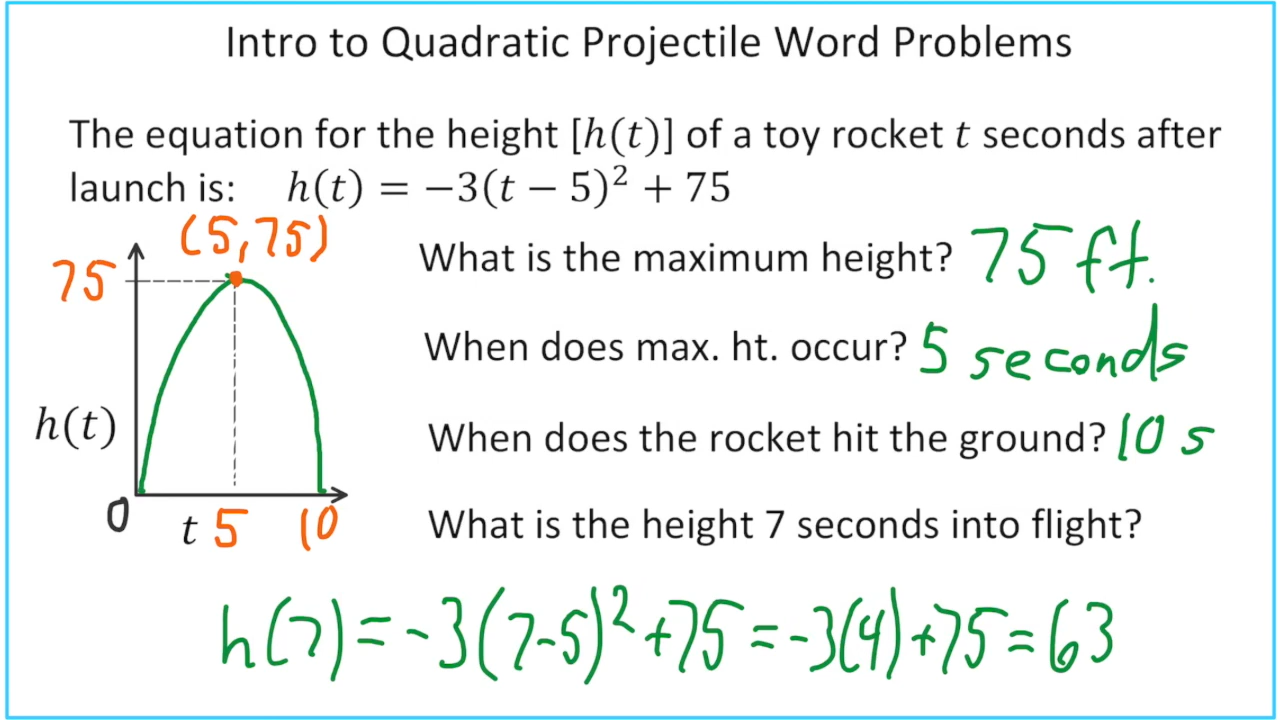 Intro to Quadratic Projectile Word Problems
The equation for the height [h(t)] of a toy rocket t seconds after
launch is: h(t) = −3(t − 5)² + 75
(5,75)
75
h(t)
0
t 5 10
What is the maximum height? 75 ft.
When does max. ht. occur? 5 seconds
When does the rocket hit the ground? 10 s
What is the height 7 seconds into flight?
h(7) = -3(7-5)² +75 = -3(4)+75 = 63